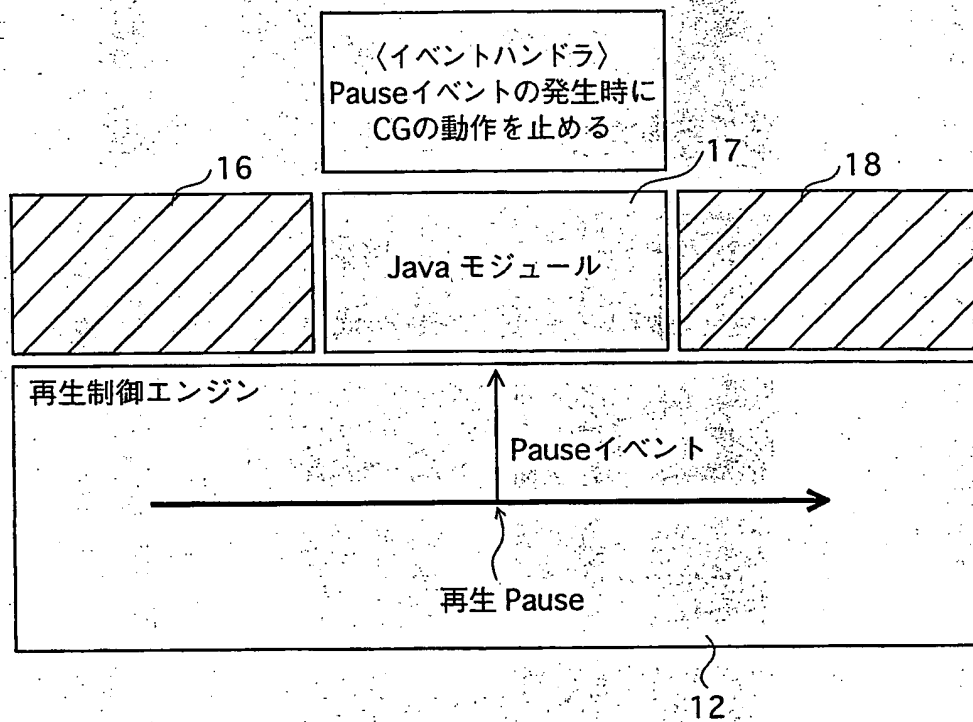 〈イベントハンドラ〉
Pauseイベントの発生時に
CGの動作を止める
16
17
18
Java モジュール
再生制御エンジン
Pauseイベント
再生 Pause
12